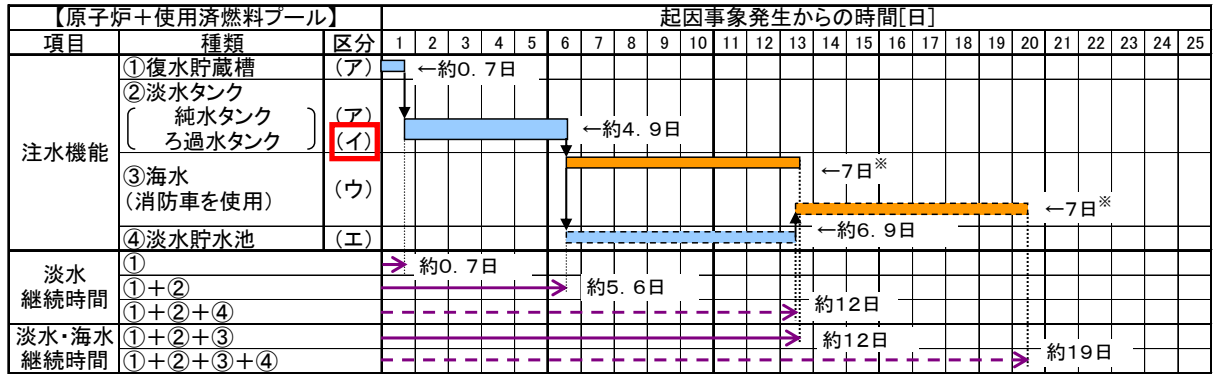 【原子炉+使用済燃料プール】 起因事象発生からの時間[日]
項目 種類 区分 1 2 3 4 5 6 7 8 9 10 11 12 13 14 15 16 17 18 19 20 21 22 23 24 25
注水機能
①復水貯蔵槽 (ア) ←約0.7日
②淡水タンク
純水タンク (ア)
ろ過水タンク (イ) ←約4.9日
③海水
(消防車を使用) (ウ) ←7日※
←7日※
④淡水貯水池 (エ) ←約6.9日
淡水
継続時間
① 約0.7日
①+② 約5.6日
①+②+④ 約12日
淡水・海水
継続時間
①+②+③ 約12日
①+②+③+④ 約19日